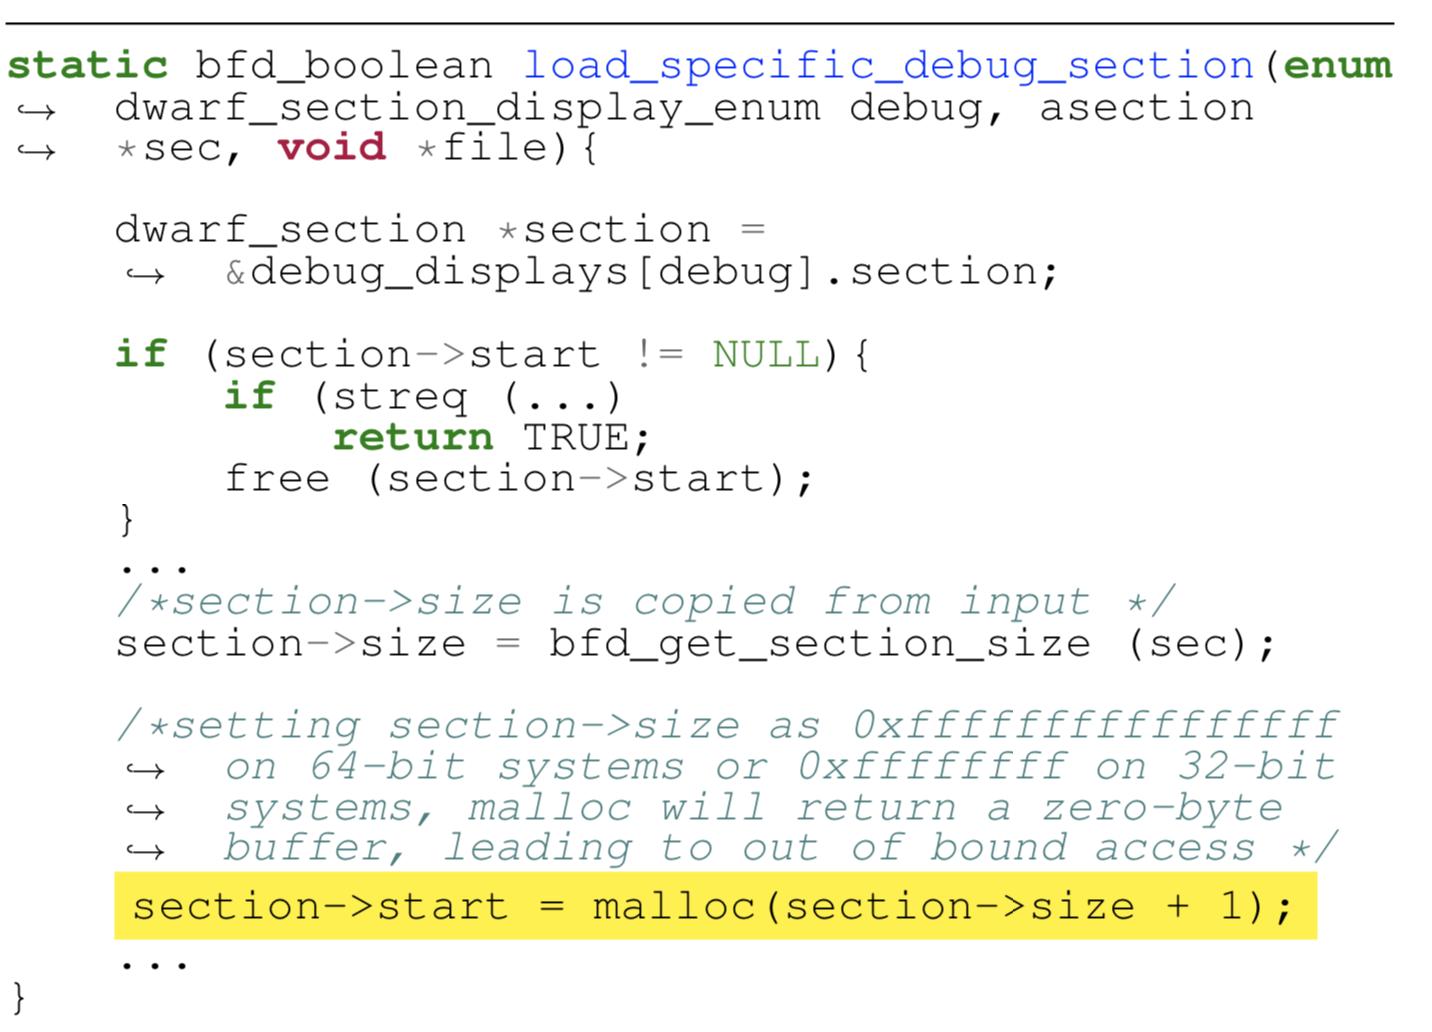 static bfd_boolean load_specific_debug_section(enum
↪ dwarf_section_display_enum debug, asection
↪ *sec, void *file){
dwarf_section *section =
↪ &debug_displays[debug].section;
if (section->start != NULL){
if (streq (...)
return TRUE;
free (section->start);
}
...
/*section->size is copied from input */
section->size = bfd_get_section_size (sec);
/*setting section->size as 0xffffffffffffffff
↪ on 64-bit systems or 0xffffffff on 32-bit
↪ systems, malloc will return a zero-byte
↪ buffer, leading to out of bound access */
section->start = malloc(section->size + 1);
...
}